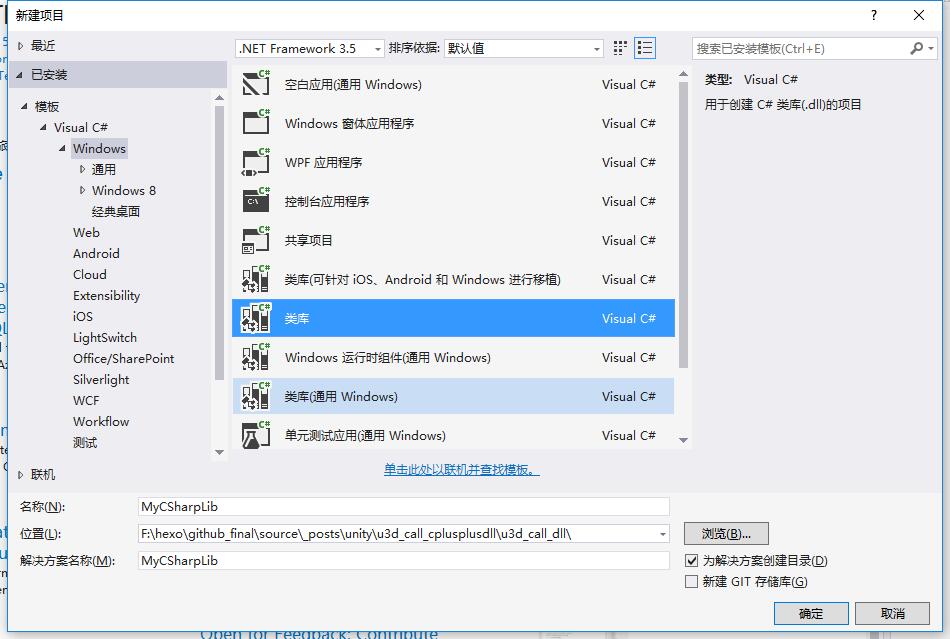 新建项目
?
最近
.NET Framework 3.5
排序依据:
默认值
搜索已安装模板(Ctrl+E)
已安装
模板
Visual C#
Windows
通用
Windows 8
经典桌面
Web
Android
Cloud
Extensibility
iOS
LightSwitch
Office/SharePoint
Silverlight
WCF
Workflow
测试
联机
C# 空白应用(通用 Windows) Visual C#
C# Windows 窗体应用程序 Visual C#
C# WPF 应用程序 Visual C#
C# C:\ 控制台应用程序 Visual C#
C# 共享项目 Visual C#
C# 类库(可针对 iOS、Android 和 Windows 进行移植) Visual C#
C# 类库 Visual C#
C# Windows 运行时组件(通用 Windows) Visual C#
C# 类库(通用 Windows) Visual C#
C# 单元测试应用(通用 Windows) Visual C#
单击此处以联机并查找模板。
类型: Visual C#
用于创建 C# 类库(.dll)的项目
名称(N): MyCSharpLib
位置(L): F:\hexo\github_final\source\_posts\unity\u3d_call_cplusplusdll\u3d_call_dll\
浏览(B)...
解决方案名称(M): MyCSharpLib
为解决方案创建目录(D)
新建 GIT 存储库(G)
确定
取消
Open for Feedback: Contribute